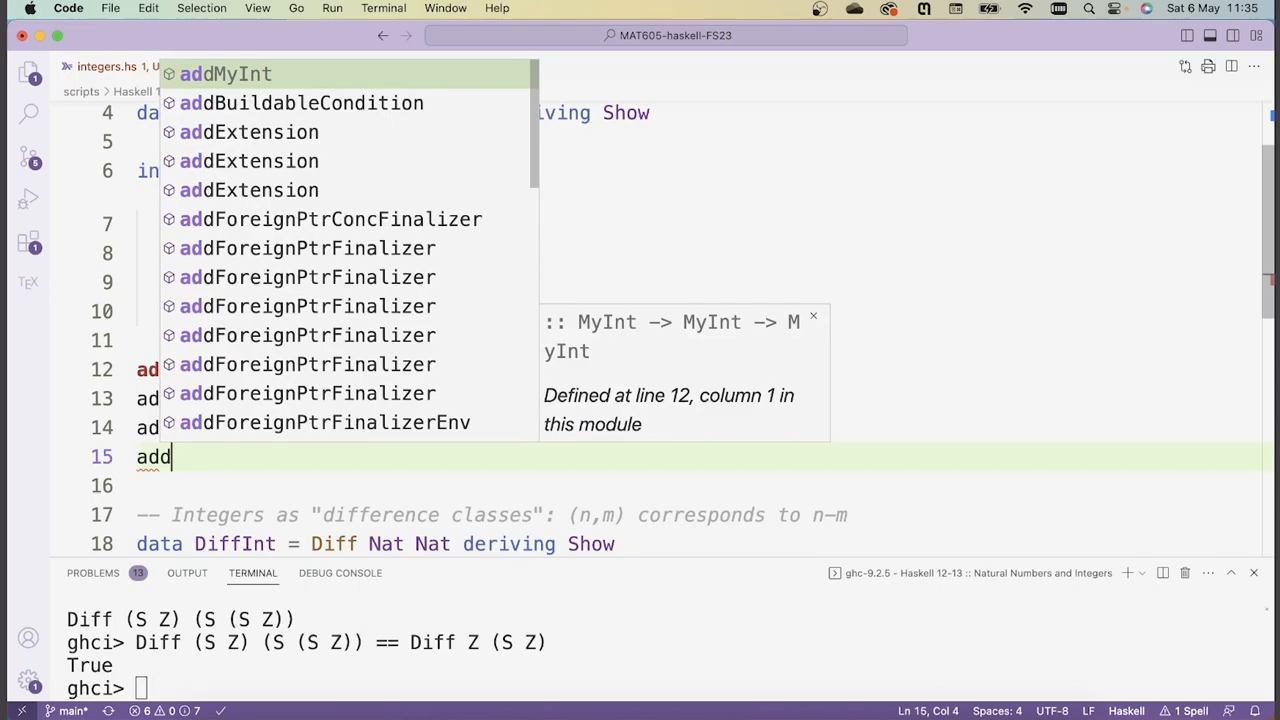 Code File Edit Selection View Go Run Terminal Window Help Sat 6 May 11:35
MAT605-haskell-FS23
integers.hs 1, U
scripts > Haskell 1
addMyInt
addBuildableCondition
addExtension
addExtension
addExtension
addForeignPtrConcFinalizer
addForeignPtrFinalizer
addForeignPtrFinalizer
addForeignPtrFinalizer
addForeignPtrFinalizer
addForeignPtrFinalizer
addForeignPtrFinalizer
addForeignPtrFinalizerEnv
:: MyInt -> MyInt -> M
yInt
Defined at line 12, column 1 in
this module
4 da iving Show
5
6 in
7
8
9
10
11
12 ad
13 ad
14 ad
15 add
16
17 -- Integers as "difference classes": (n,m) corresponds to n-m
18 data DiffInt = Diff Nat Nat deriving Show
PROBLEMS 13 OUTPUT TERMINAL DEBUG CONSOLE ghc-9.2.5 - Haskell 12-13 :: Natural Numbers and Integers
Diff (S Z) (S (S Z))
ghci> Diff (S Z) (S (S Z)) == Diff Z (S Z)
True
ghci>
1
5
1
TEX
1
main* 6 0 7 Ln 15, Col 4 Spaces: 4 UTF-8 LF Haskell 1 Spell